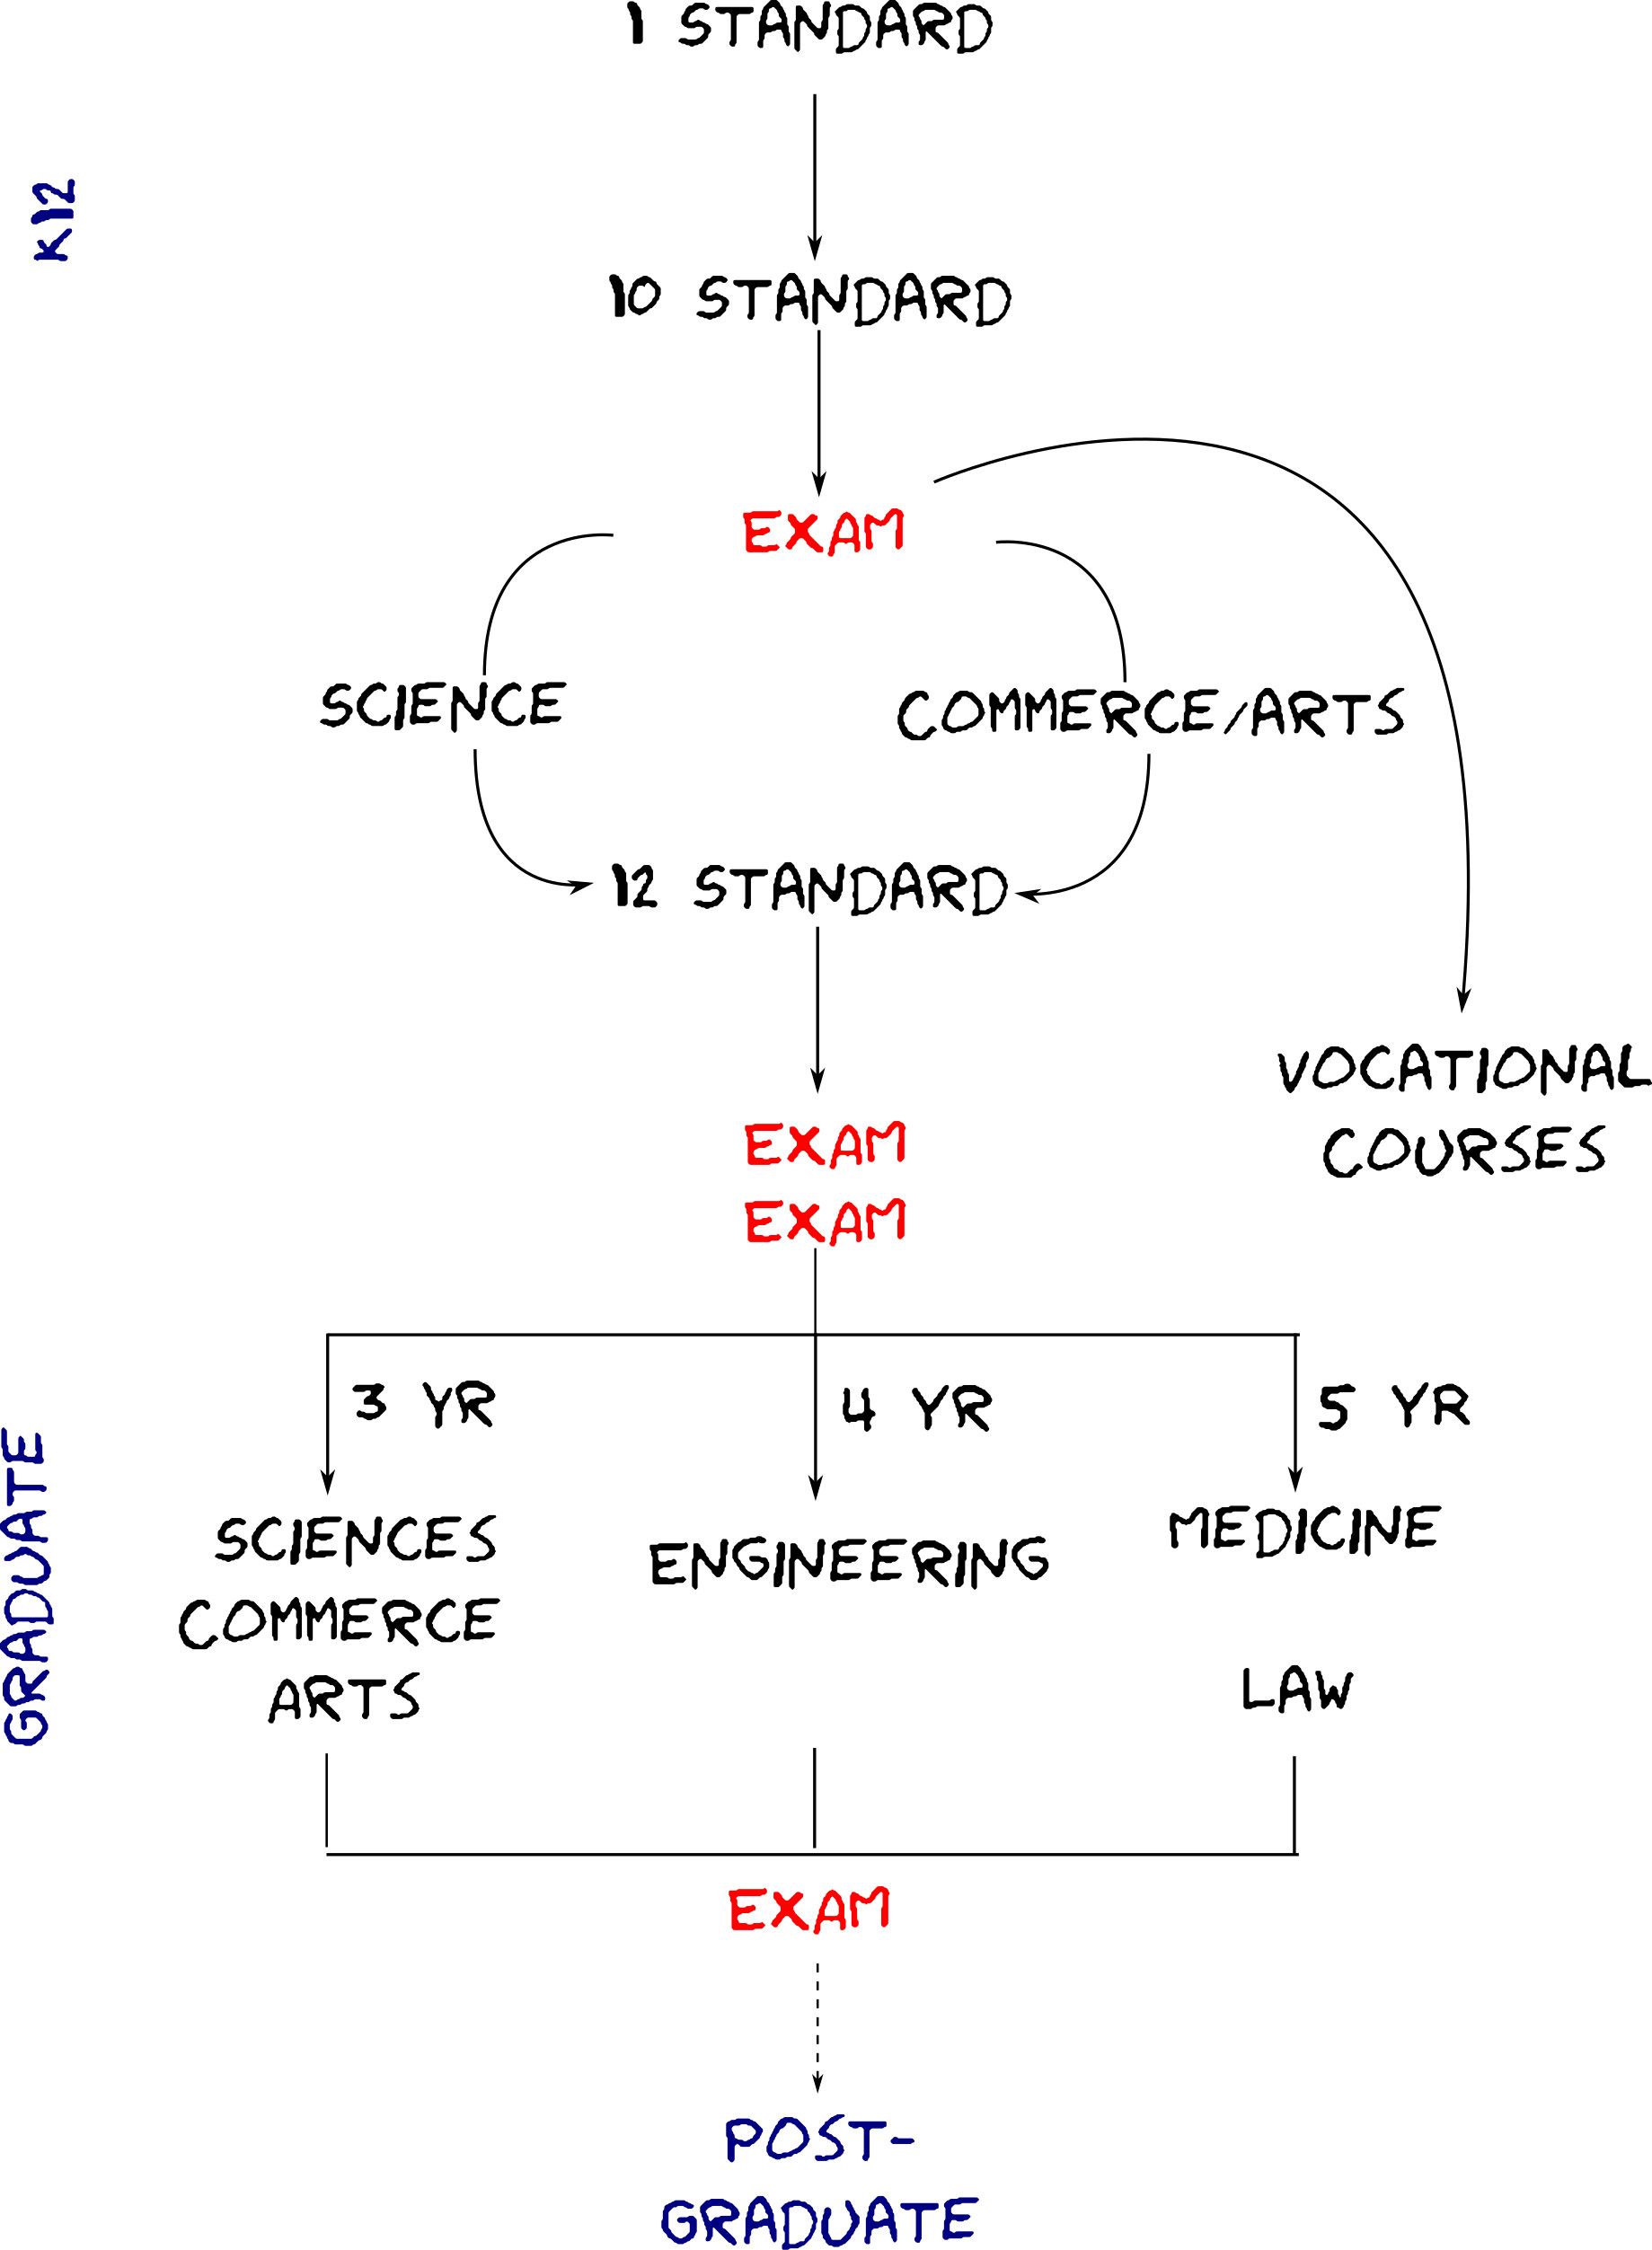 1 STANDARD
K12
10 STANDARD
EXAM
SCIENCE
COMMERCE/ARTS
12 STANDARD
VOCATIONAL
COURSES
EXAM
EXAM
3 YR
4 YR
5 YR
GRADUATE
SCIENCES
COMMERCE
ARTS
ENGINEERING
MEDICINE
LAW
EXAM
POST-
GRADUATE